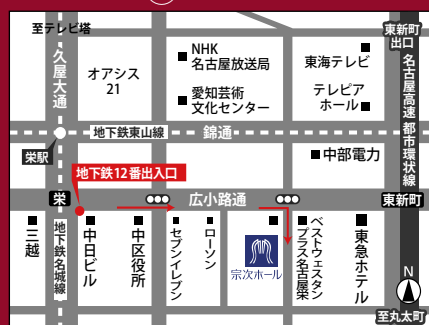 至テレビ塔
久屋大通
オアシス
21
NHK
名古屋放送局
愛知芸術
文化センター
東海テレビ
テレピア
ホール
東新町
出口
名古屋高速 都市環状線
地下鉄東山線
錦通
栄駅
中部電力
地下鉄12番出入口
栄
広小路通
東新町
三越
地下鉄名城線
中日ビル
中区役所
セブンイレブン
ローソン
宗次ホール
ベストウェスタン
プラス名古屋栄
東急ホテル
N
至丸太町